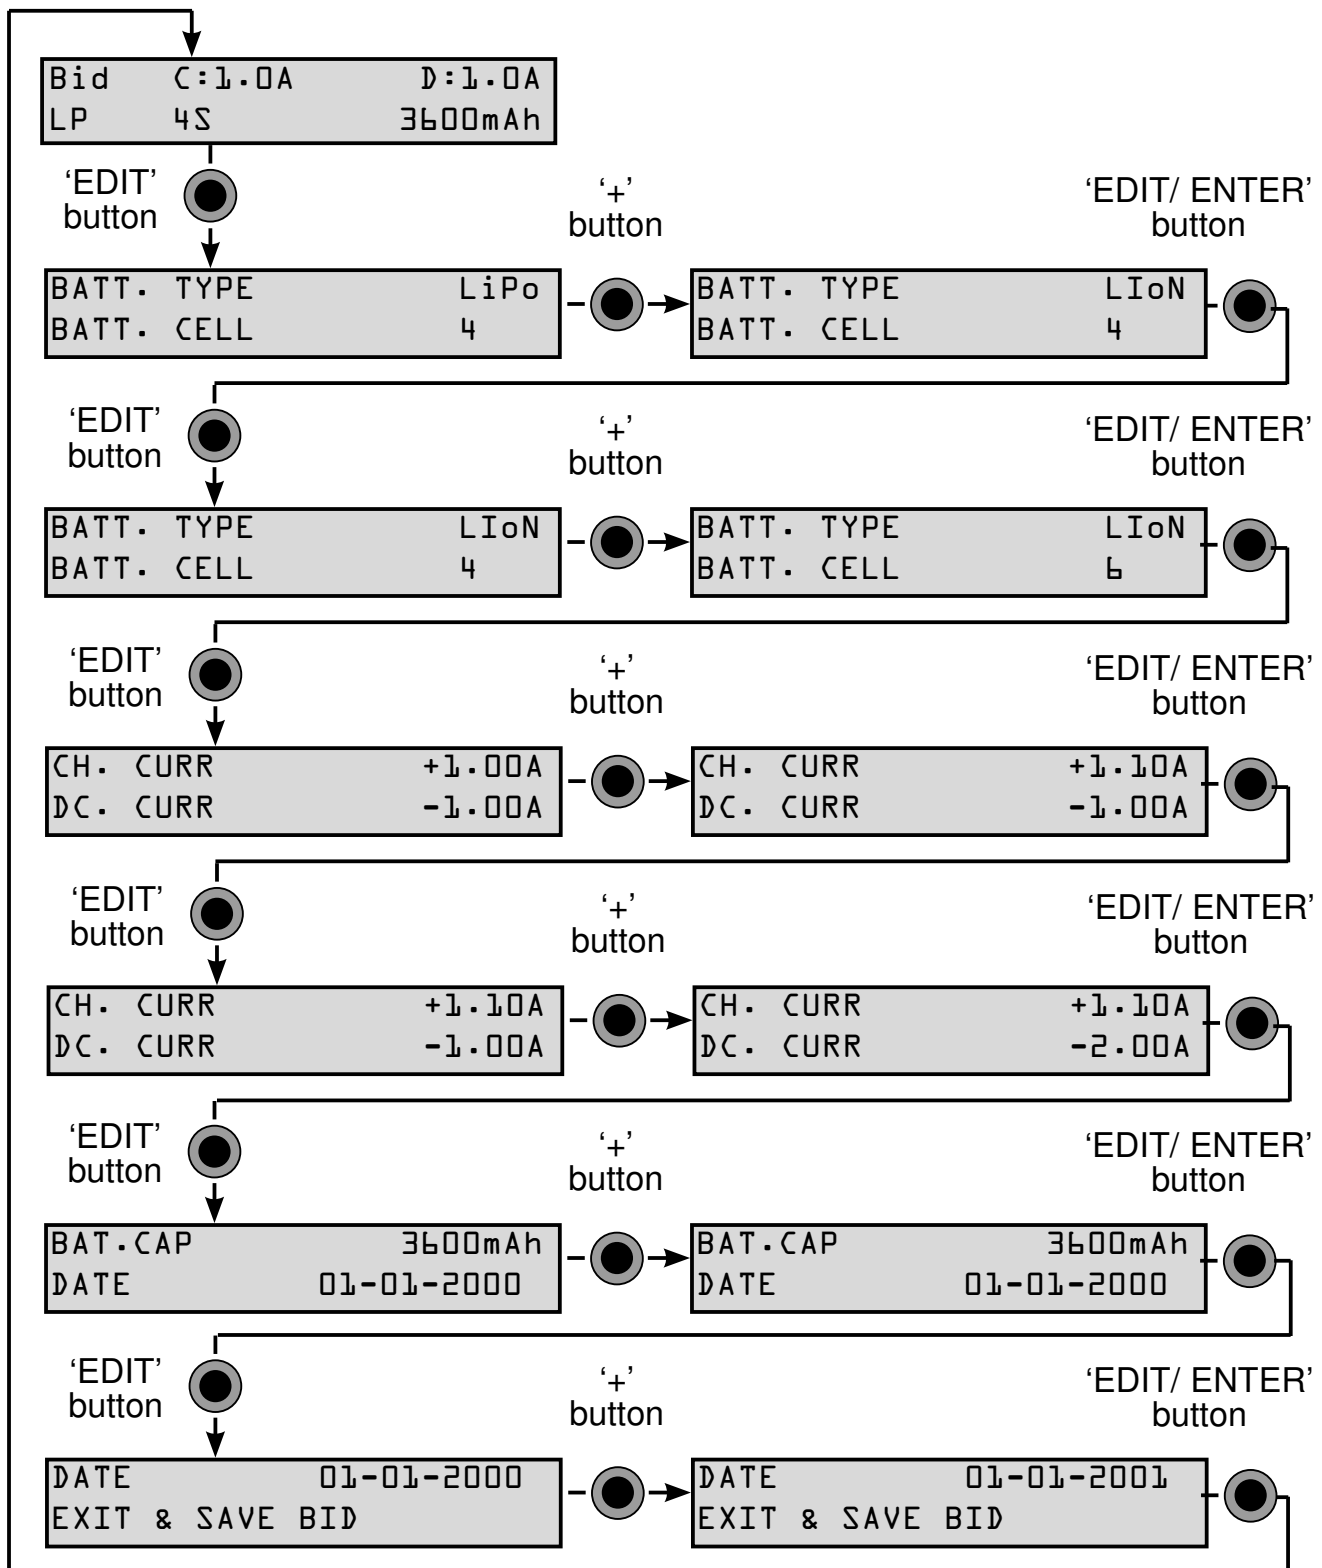 Bid C:1.0A D:1.0A
LP 4S 3600mAh
‘EDIT’
button
‘+’
button
‘EDIT/ ENTER’
button
BATT. TYPE LiPo
BATT. CELL 4
BATT. TYPE LIoN
BATT. CELL 4
‘EDIT’
button
‘+’
button
‘EDIT/ ENTER’
button
BATT. TYPE LIoN
BATT. CELL 4
BATT. TYPE LIoN
BATT. CELL 6
‘EDIT’
button
‘+’
button
‘EDIT/ ENTER’
button
CH. CURR +1.00A
DC. CURR -1.00A
CH. CURR +1.10A
DC. CURR -1.00A
‘EDIT’
button
‘+’
button
‘EDIT/ ENTER’
button
CH. CURR +1.10A
DC. CURR -1.00A
CH. CURR +1.10A
DC. CURR -2.00A
‘EDIT’
button
‘+’
button
‘EDIT/ ENTER’
button
BAT.CAP 3600mAh
DATE 01-01-2000
BAT.CAP 3600mAh
DATE 01-01-2000
‘EDIT’
button
‘+’
button
‘EDIT/ ENTER’
button
DATE 01-01-2000
EXIT & SAVE BID
DATE 01-01-2001
EXIT & SAVE BID